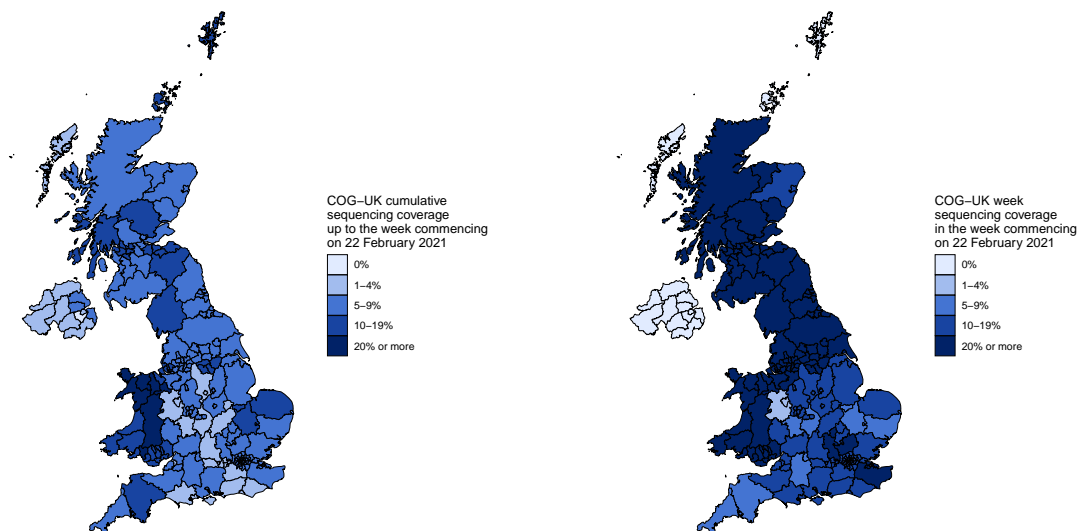 COG–UK cumulative
sequencing coverage
up to the week commencing
on 22 February 2021
0%
1–4%
5–9%
10–19%
20% or more
COG–UK week
sequencing coverage
in the week commencing
on 22 February 2021
0%
1–4%
5–9%
10–19%
20% or more